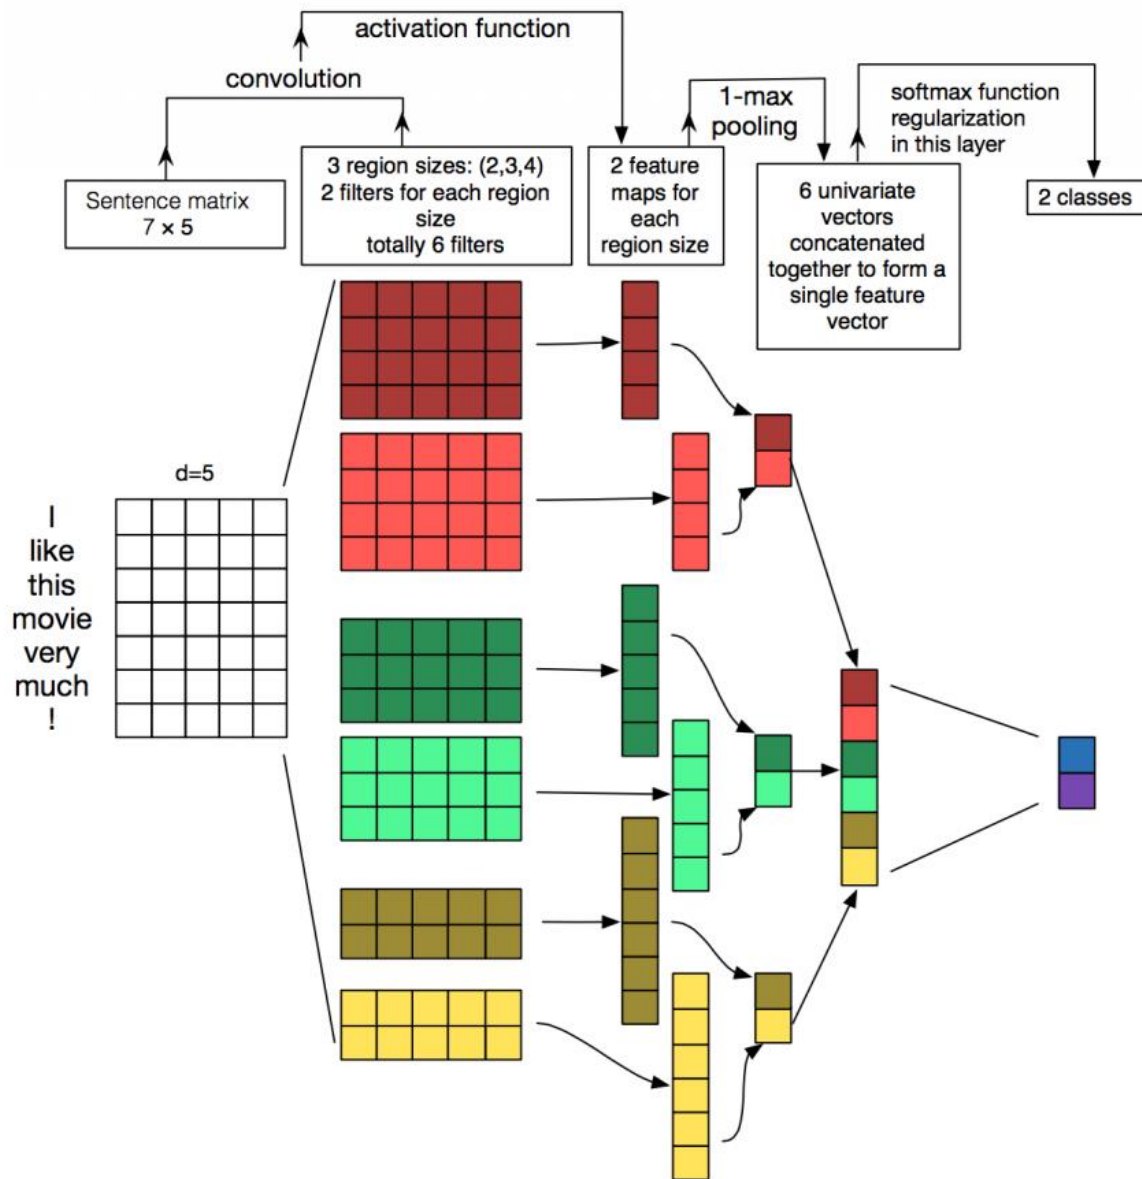 activation function
convolution
1-max
pooling
softmax function
regularization
in this layer
Sentence matrix
7 × 5
3 region sizes: (2,3,4)
2 filters for each region
size
totally 6 filters
2 feature
maps for
each
region size
6 univariate
vectors
concatenated
together to form a
single feature
vector
2 classes
d=5
I
like
this
movie
very
much
!